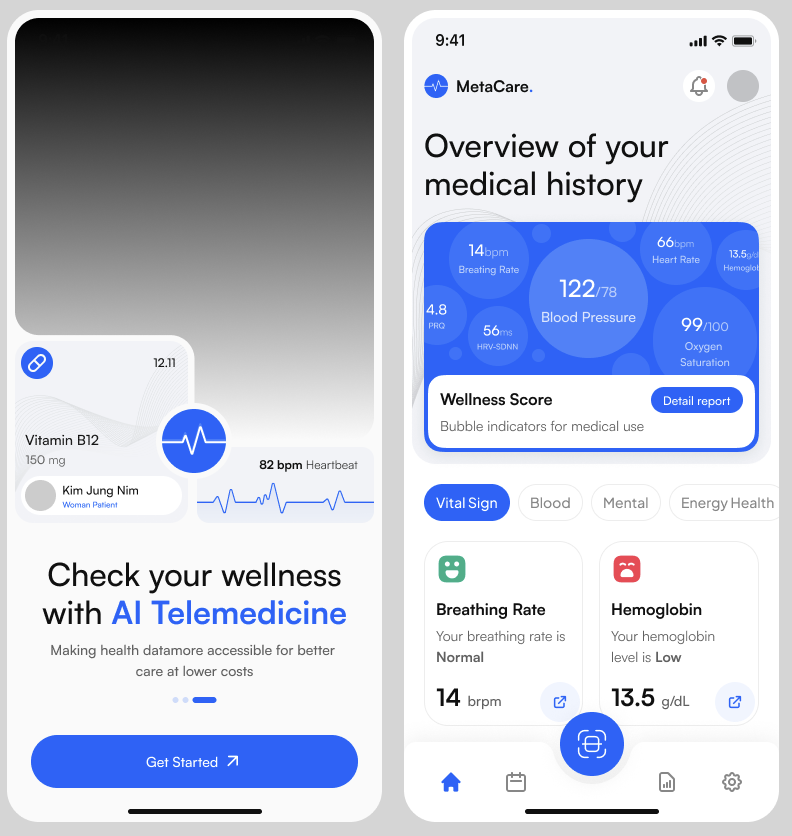 12.11
Vitamin B12
150 mg
Kim Jung Nim
Woman Patient
82 bpm Heartbeat
Check your wellness
with AI Telemedicine
Making health datamore accessible for better
care at lower costs
Get Started
9:41
MetaCare.
Overview of your
medical history
14bpm
Breating Rate
66bpm
Heart Rate
13.5g/d
Hemoglob
122/78
Blood Pressure
4.8
PRQ
56ms
HRV-SDNN
99/100
Oxygen
Saturation
Wellness Score
Detail report
Bubble indicators for medical use
Vital Sign
Blood
Mental
Energy Health
Breathing Rate
Your breathing rate is
Normal
14 brpm
Hemoglobin
Your hemoglobin
level is Low
13.5 g/dL